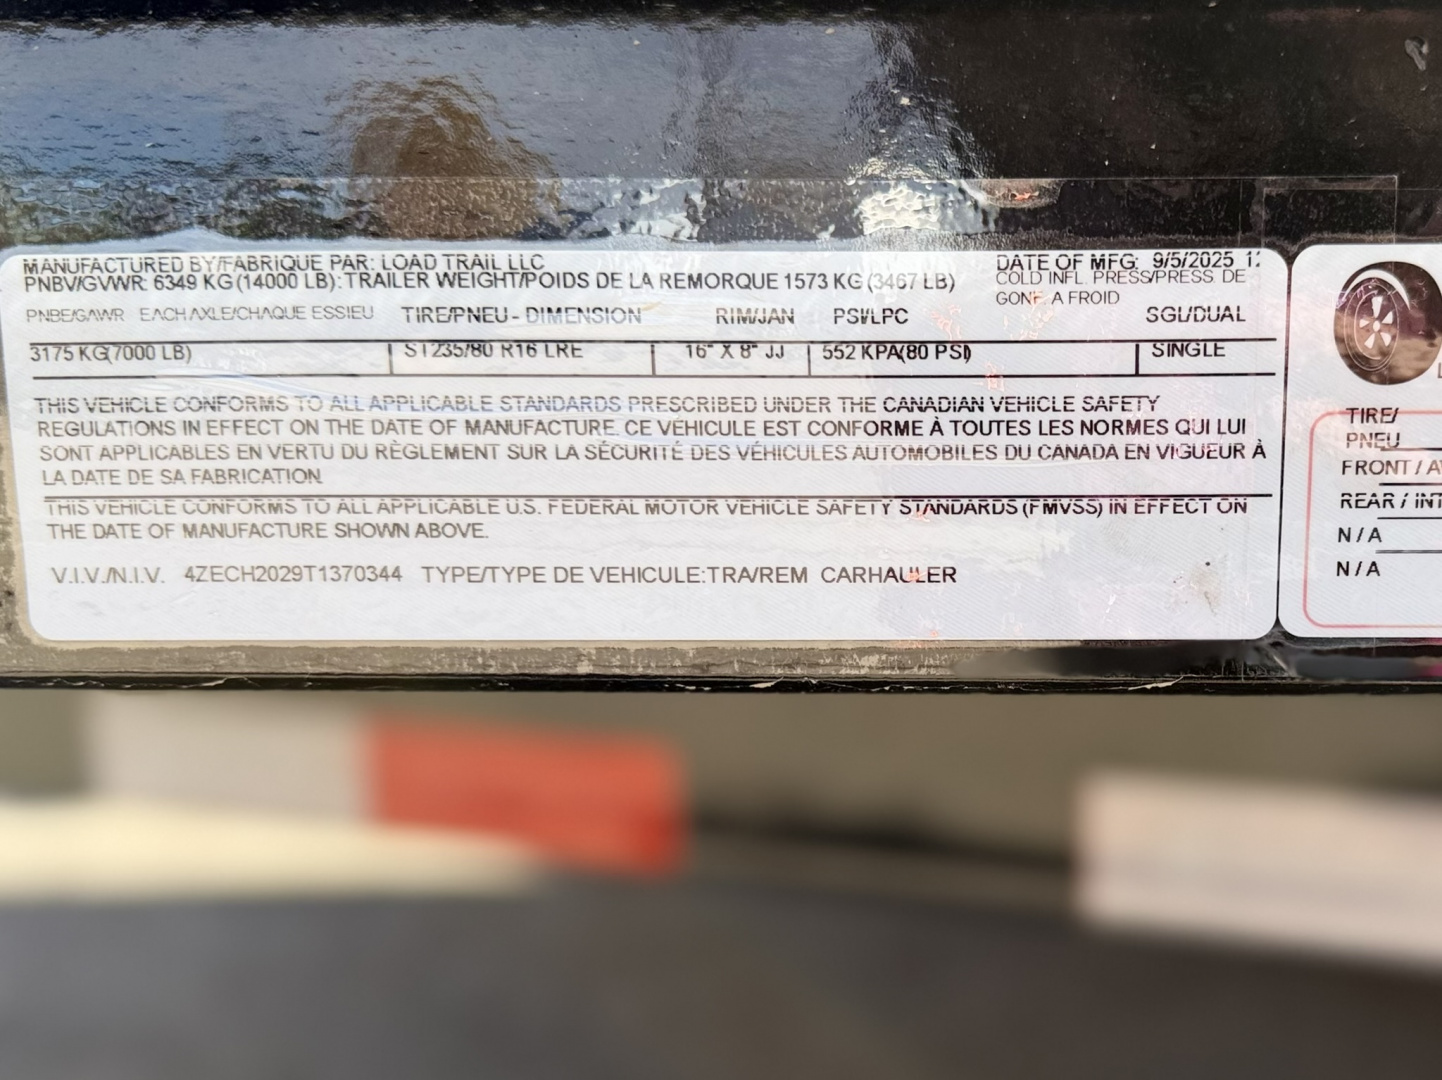 MANUFACTURED BY/FABRIQUE PAR: LOAD TRAIL LLC DATE OF MFG: 9/5/2025
PNBV/GVWR: 6349 KG (14000 LB): TRAILER WEIGHT/POIDS DE LA REMORQUE 1573 KG (3467 LB) COLD INFL. PRESS/PRESS. DE
GONF. A FROID
PNBE/GAWR EACH AXLE/CHAQUE ESSIEU TIRE/PNEU - DIMENSION RIM/JAN PSI/LPC SGL/DUAL
3175 KG(7000 LB) ST235/80 R16 LRE 16" X 8" JJ 552 KPA(80 PSI) SINGLE
THIS VEHICLE CONFORMS TO ALL APPLICABLE STANDARDS PRESCRIBED UNDER THE CANADIAN VEHICLE SAFETY
REGULATIONS IN EFFECT ON THE DATE OF MANUFACTURE. CE VÉHICULE EST CONFORME À TOUTES LES NORMES QUI LUI
SONT APPLICABLES EN VERTU DU RÈGLEMENT SUR LA SÉCURITÉ DES VÉHICULES AUTOMOBILES DU CANADA EN VIGUEUR À
LA DATE DE SA FABRICATION
THIS VEHICLE CONFORMS TO ALL APPLICABLE U.S. FEDERAL MOTOR VEHICLE SAFETY STANDARDS (FMVSS) IN EFFECT ON
THE DATE OF MANUFACTURE SHOWN ABOVE.
V.I.V./N.I.V. 4ZECH2029T1370344 TYPE/TYPE DE VEHICULE:TRA/REM CARHAULER
TIRE/
PNEU
FRONT /
REAR /
N / A
N / A